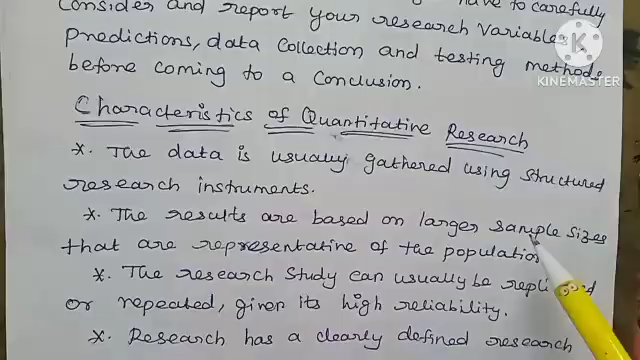 Consider and report your research variables,
predictions, data collection and testing methods
before coming to a conclusion.
Characteristics of Quantitative Research
*. The data is usually gathered using structured
research instruments.
*. The results are based on larger sample sizes
that are representative of the population
*. The research study can usually be
or repeated, given its high reliability.
*. Research has a clearly defined research
KINEMASTER